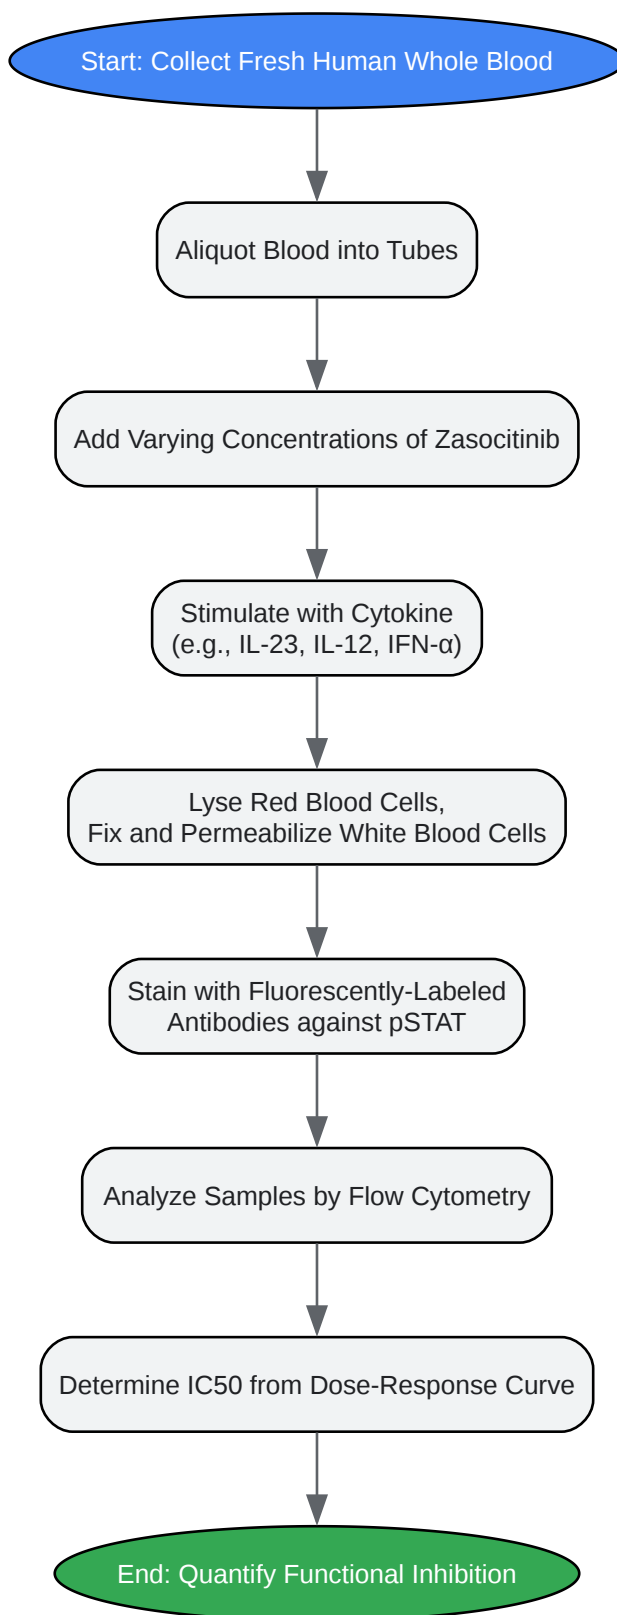 Start: Collect Fresh Human Whole Blood
Aliquot Blood into Tubes
Add Varying Concentrations of Zasocitinib
Stimulate with Cytokine
(e.g., IL-23, IL-12, IFN-α)
Lyse Red Blood Cells,
Fix and Permeabilize White Blood Cells
Stain with Fluorescently-Labeled
Antibodies against pSTAT
Analyze Samples by Flow Cytometry
Determine IC50 from Dose-Response Curve
End: Quantify Functional Inhibition